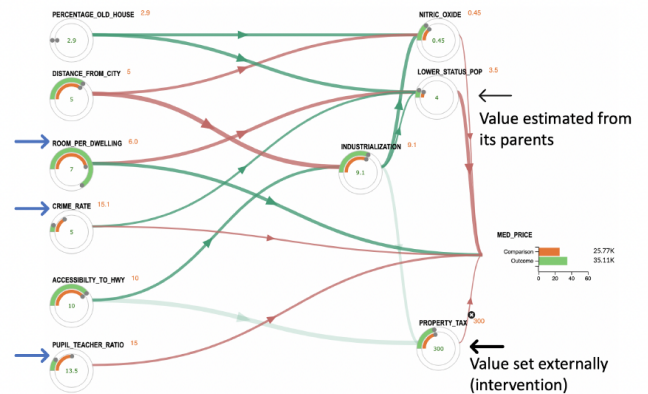 PERCENTAGE_OLD_HOUSE 2.9
2.9
DISTANCE_FROM_CITY 5
5
ROOM_PER_DWELLING 6.0
7
CRIME_RATE 15.1
5
ACCESSIBILTY_TO_HWY 10
10
PUPIL_TEACHER_RATIO 15
13.5
INDUSTRIALIZATION 9.1
9.1
NITRIC_OXIDE 0.45
0.45
LOWER_STATUS_POP 3.5
4
Value estimated from
its parents
MED_PRICE
Comparison 25.77K
Outcome 35.11K
0 20 40 60
PROPERTY_TAX 300
300
Value set externally
(intervention)